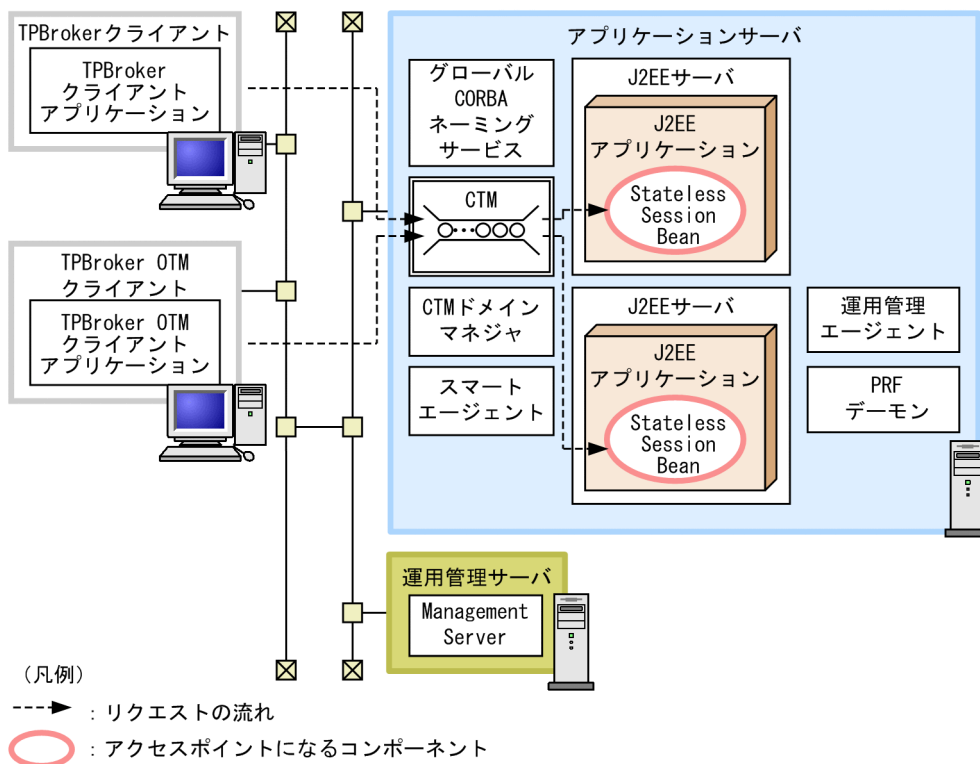 TPBrokerクライアント
TPBroker
クライアント
アプリケーション
TPBroker OTM
クライアント
TPBroker OTM
クライアント
アプリケーション
アプリケーションサーバ
グローバル
CORBA
ネーミング
サービス
CTM
CTMドメイン
マネジャ
スマート
エージェント
J2EEサーバ
J2EE
アプリケーション
Stateless
Session
Bean
J2EEサーバ
J2EE
アプリケーション
Stateless
Session
Bean
運用管理
エージェント
PRF
デーモン
運用管理サーバ
Management
Server
（凡例）
：リクエストの流れ
：アクセスポイントになるコンポーネント